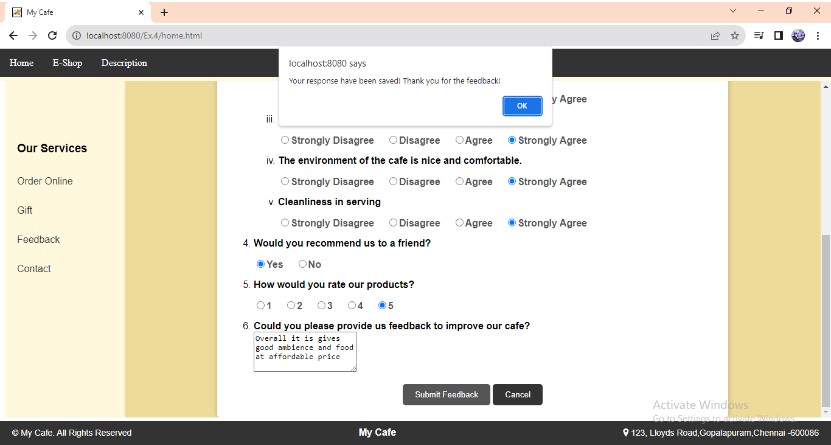 My Cafe
localhost:8080/Ex.4/home.html
Home E-Shop Description
localhost:8080 says
Your response have been saved! Thank you for the feedback!
OK
y Agree
iii.
Strongly Disagree Disagree Agree Strongly Agree
Our Services
iv. The environment of the cafe is nice and comfortable.
Order Online
Strongly Disagree Disagree Agree Strongly Agree
v. Cleanliness in serving
Gift
Strongly Disagree Disagree Agree Strongly Agree
Feedback
4. Would you recommend us to a friend?
Contact
Yes No
5. How would you rate our products?
1 2 3 4 5
6. Could you please provide us feedback to improve our cafe?
Overall it is gives
good ambience and food
at affordable price
Submit Feedback Cancel
Activate Windows
Go to Settings to activate Windows.
© My Cafe. All Rights Reserved My Cafe 123, Lloyds Road,Gopalapuram,Chennai -600086